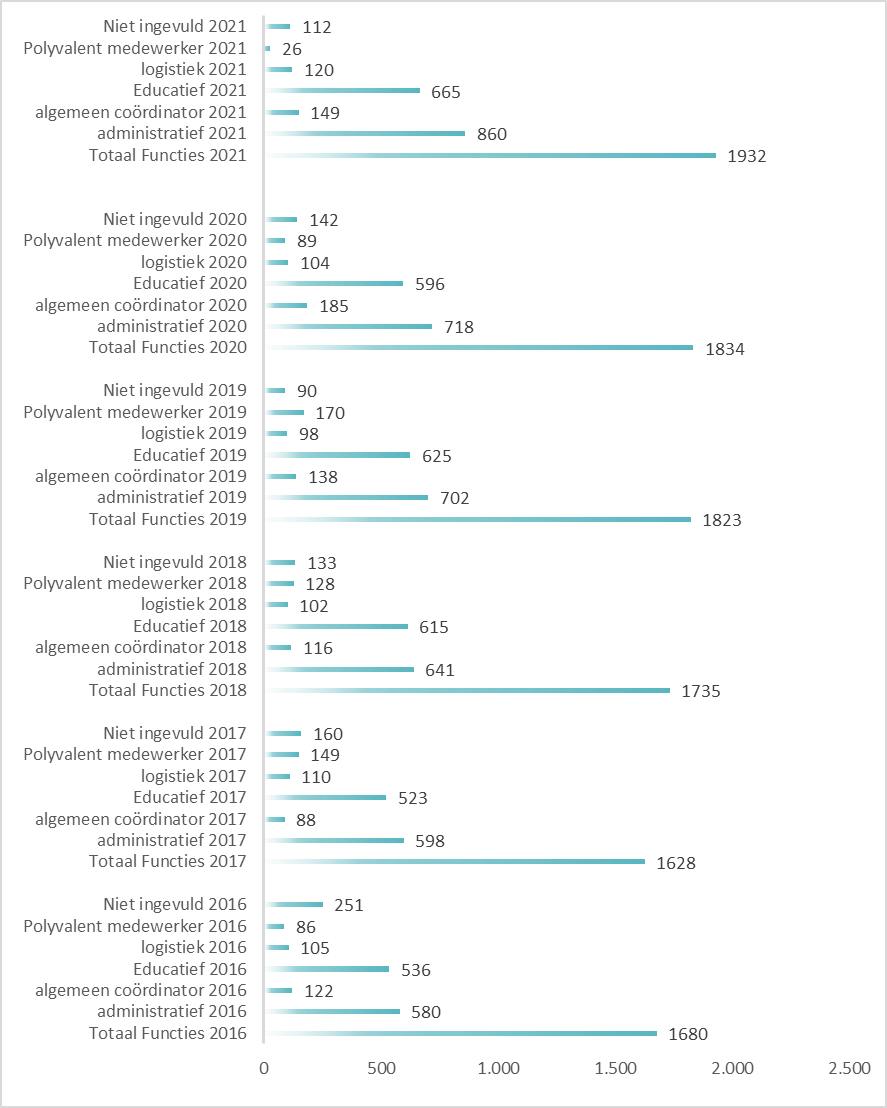 Niet ingevuld 2021 112
Polyvalent medewerker 2021 26
logistiek 2021 120
Educatief 2021 665
algemeen coördinator 2021 149
administratief 2021 860
Totaal Functies 2021 1932
Niet ingevuld 2020 142
Polyvalent medewerker 2020 89
logistiek 2020 104
Educatief 2020 596
algemeen coördinator 2020 185
administratief 2020 718
Totaal Functies 2020 1834
Niet ingevuld 2019 90
Polyvalent medewerker 2019 170
logistiek 2019 98
Educatief 2019 625
algemeen coördinator 2019 138
administratief 2019 702
Totaal Functies 2019 1823
Niet ingevuld 2018 133
Polyvalent medewerker 2018 128
logistiek 2018 102
Educatief 2018 615
algemeen coördinator 2018 116
administratief 2018 641
Totaal Functies 2018 1735
Niet ingevuld 2017 160
Polyvalent medewerker 2017 149
logistiek 2017 110
Educatief 2017 523
algemeen coördinator 2017 88
administratief 2017 598
Totaal Functies 2017 1628
Niet ingevuld 2016 251
Polyvalent medewerker 2016 86
logistiek 2016 105
Educatief 2016 536
algemeen coördinator 2016 122
administratief 2016 580
Totaal Functies 2016 1680
0 500 1.000 1.500 2.000 2.500